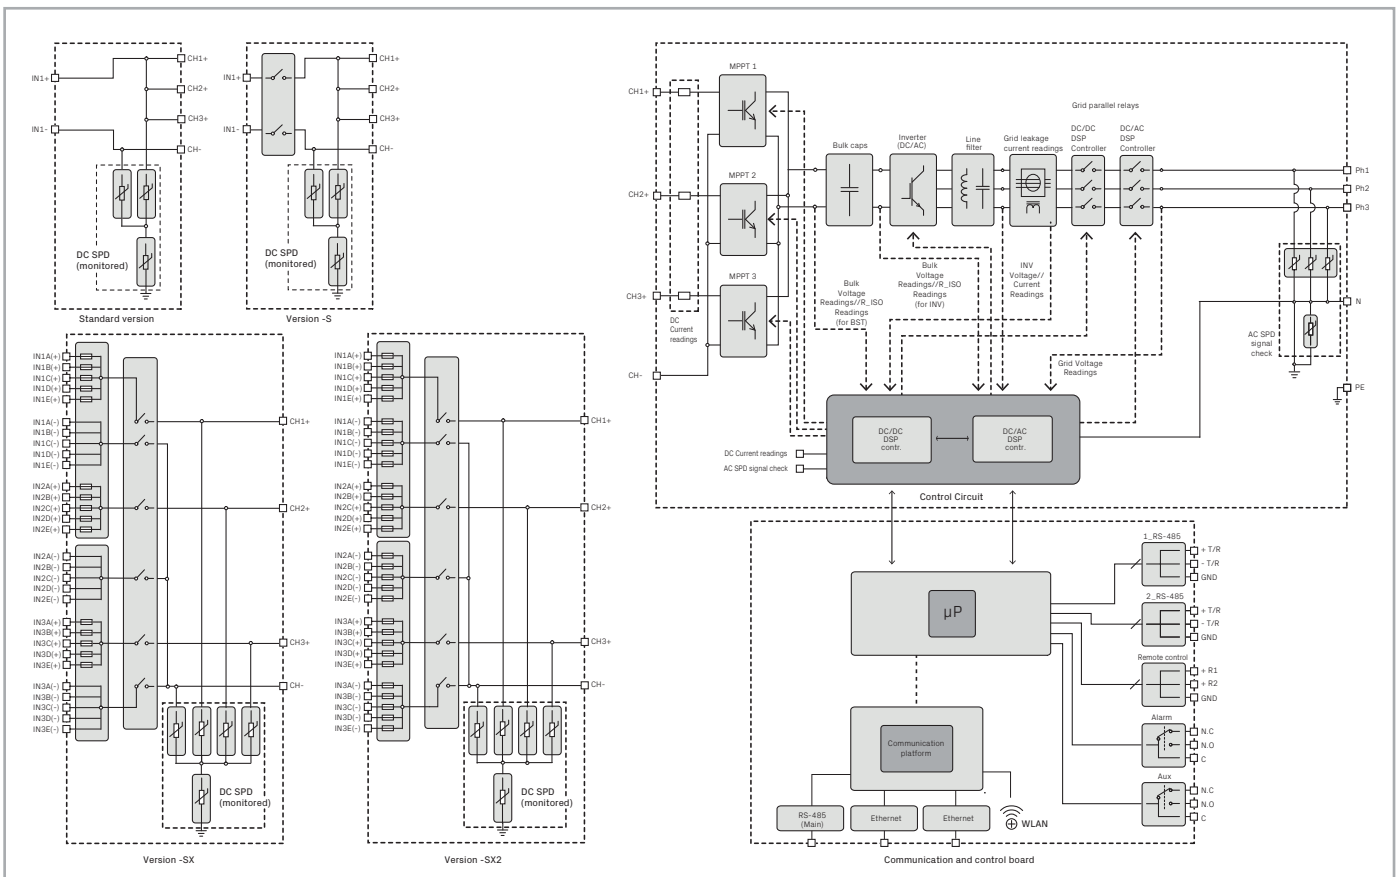 IN1+
IN1-
CH1+
CH2+
CH3+
CH-
DC SPD
(monitored)
Standard version
IN1+
IN1-
CH1+
CH2+
CH3+
CH-
DC SPD
(monitored)
Version -S
IN1A(+)
IN1B(+)
IN1C(+)
IN1D(+)
IN1E(+)
IN1A(-)
IN1B(-)
IN1C(-)
IN1D(-)
IN1E(-)
IN2A(+)
IN2B(+)
IN2C(+)
IN2D(+)
IN2E(+)
IN2A(-)
IN2B(-)
IN2C(-)
IN2D(-)
IN2E(-)
IN3A(+)
IN3B(+)
IN3C(+)
IN3D(+)
IN3E(+)
IN3A(-)
IN3B(-)
IN3C(-)
IN3D(-)
IN3E(-)
CH1+
CH2+
CH3+
CH-
DC SPD
(monitored)
Version -SX
IN1A(+)
IN1B(+)
IN1C(+)
IN1D(+)
IN1E(+)
IN1A(-)
IN1B(-)
IN1C(-)
IN1D(-)
IN1E(-)
IN2A(+)
IN2B(+)
IN2C(+)
IN2D(+)
IN2E(+)
IN2A(-)
IN2B(-)
IN2C(-)
IN2D(-)
IN2E(-)
IN3A(+)
IN3B(+)
IN3C(+)
IN3D(+)
IN3E(+)
IN3A(-)
IN3B(-)
IN3C(-)
IN3D(-)
IN3E(-)
CH1+
CH2+
CH3+
CH-
DC SPD
(monitored)
Version -SX2
CH1+
CH2+
CH3+
CH-
DC
Current
readings
MPPT 1
MPPT 2
MPPT 3
Bulk caps
Inverter
(DC/AC)
Line
filter
Grid leakage
current readings
Grid parallel relays
DC/DC
DSP
Controller
DC/AC
DSP
Controller
Ph1
Ph2
Ph3
N
PE
Bulk
Voltage
Readings//R_ISO
Readings
(for BST)
Bulk
Voltage
Readings//R_ISO
Readings
(for INV)
INV
Voltage//
Current
Readings
Grid Voltage
Readings
AC SPD
signal
check
DC/DC
DSP
contr.
DC/AC
DSP
contr.
DC Current readings
AC SPD signal check
Control Circuit
µP
Communication
platform
RS-485
(Main)
Ethernet
Ethernet
WLAN
1_RS-485
+ T/R
- T/R
GND
2_RS-485
+ T/R
- T/R
GND
Remote control
+ R1
+ R2
GND
Alarm
N.C
N.O
C
Aux
N.C
N.O
C
Communication and control board